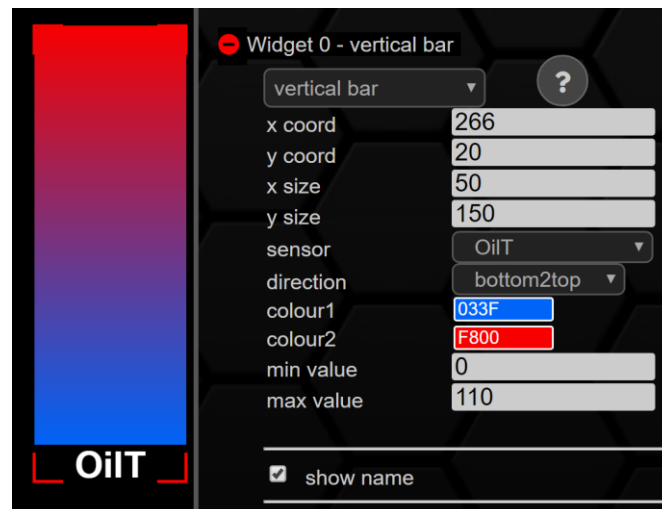 Widget 0 - vertical bar
vertical bar
?
x coord 266
y coord 20
x size 50
y size 150
sensor OilT
direction bottom2top
colour1 033F
colour2 F800
min value 0
max value 110
OilT
show name